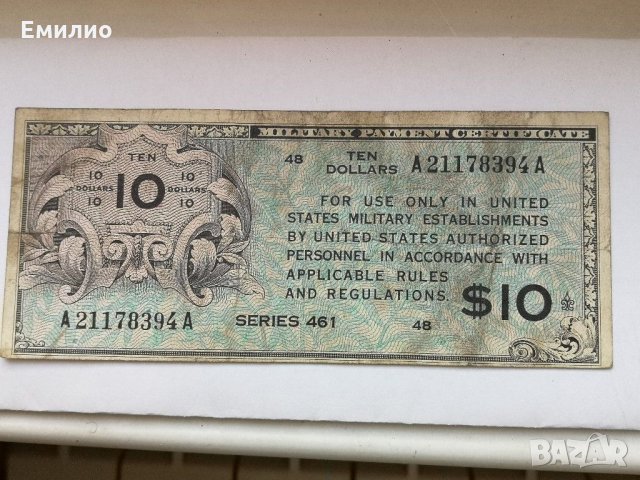 Емилио
MILITARY PAYMENT CERTIFICATE
TEN
10 10
DOLLARS 10 DOLLARS
10 10
48 TEN DOLLARS A21178394A
FOR USE ONLY IN UNITED
STATES MILITARY ESTABLISHMENTS
BY UNITED STATES AUTHORIZED
PERSONNEL IN ACCORDANCE WITH
APPLICABLE RULES
AND REGULATIONS.
$10
A21178394A SERIES 461 48
BAZAR